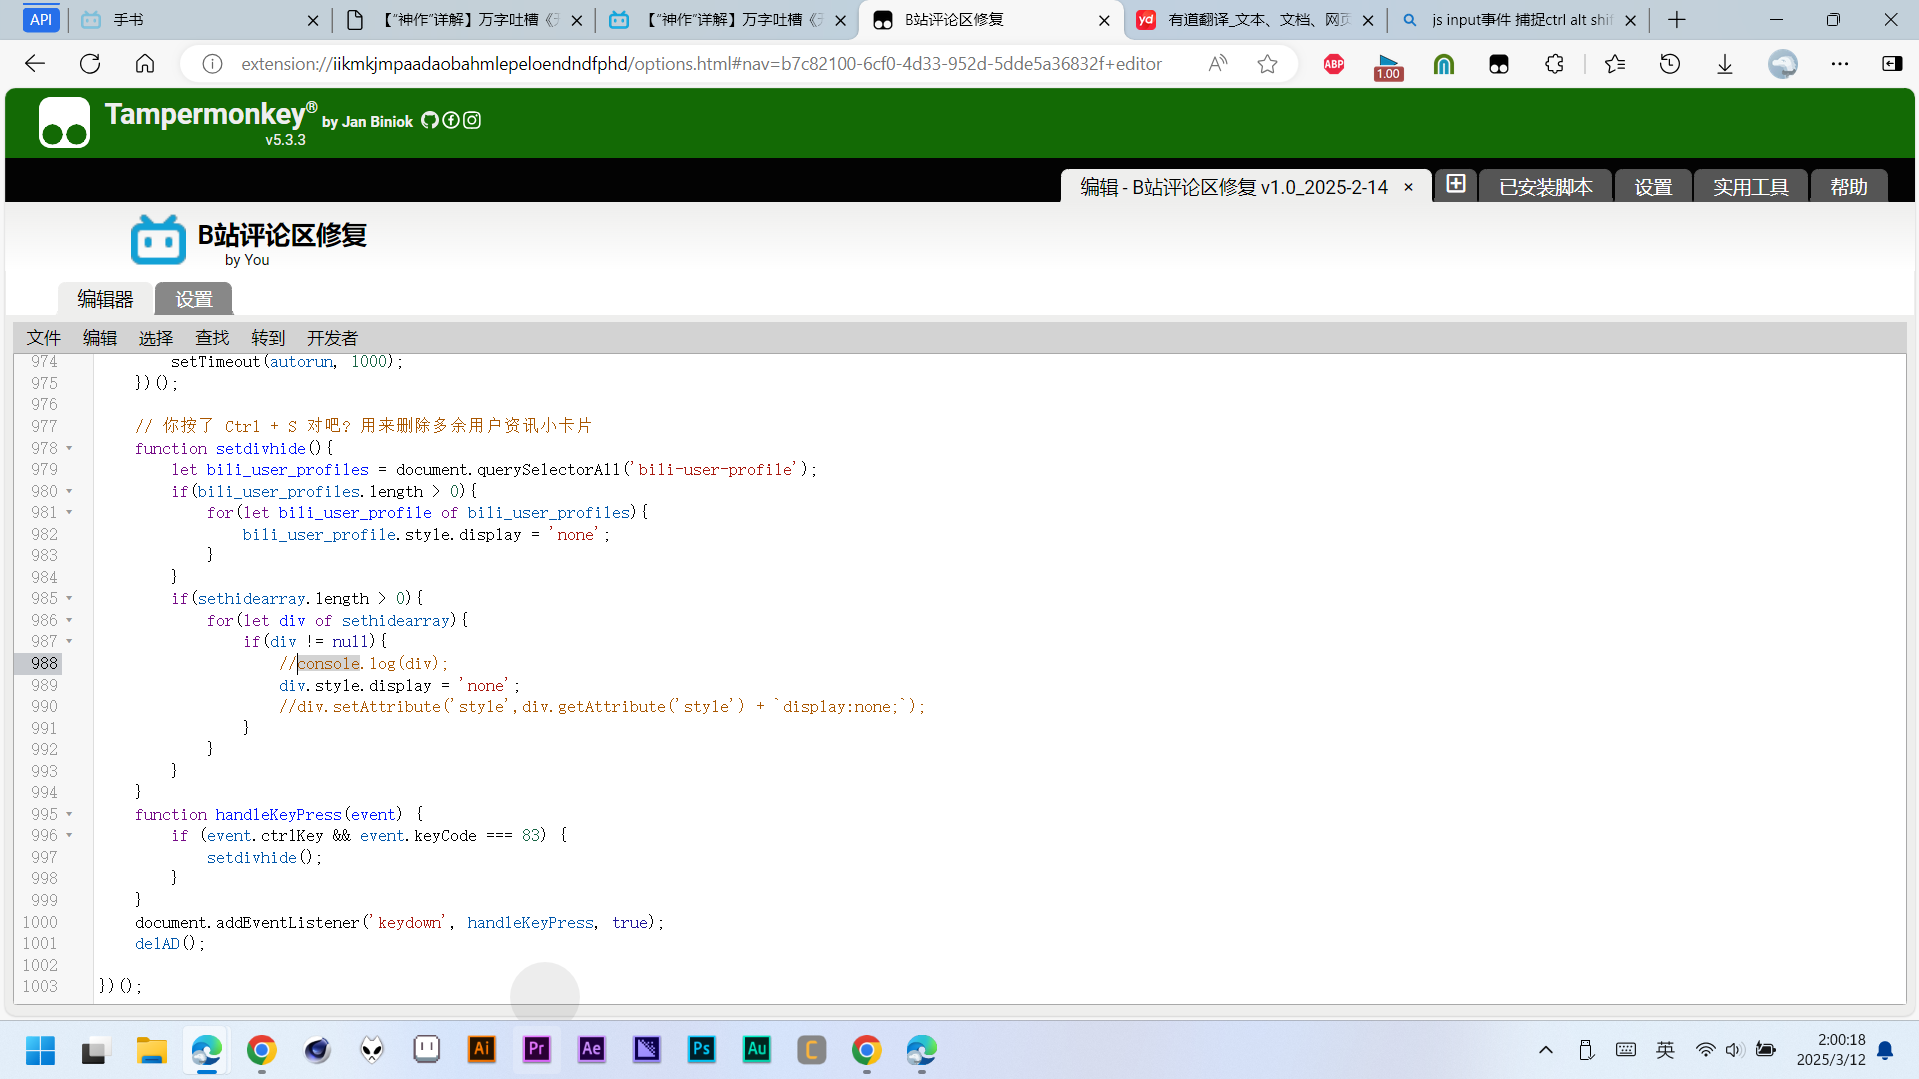 API
手书
【“神作”详解】万字吐槽《
【“神作”详解】万字吐槽《
B站评论区修复
有道翻译_文本、文档、网页
js input事件 捕捉ctrl alt shif
extension://iikmkjmpaadaobahmlepeloendndfphd/options.html#nav=b7c82100-6cf0-4d33-952d-5dde5a36832f+editor
ABP
1.00
Tampermonkey® by Jan Biniok
v5.3.3
编辑 - B站评论区修复 v1.0_2025-2-14 ×
已安装脚本
设置
实用工具
帮助
B站评论区修复
by You
编辑器
设置
文件 编辑 选择 查找 转到 开发者
974 setTimeout(autorun, 1000);
975 })();
976
977 // 你按了 Ctrl + S 对吧? 用来删除多余用户资讯小卡片
978 function setdivhide(){
979 let bili_user_profiles = document.querySelectorAll('bili-user-profile');
980 if(bili_user_profiles.length > 0){
981 for(let bili_user_profile of bili_user_profiles){
982 bili_user_profile.style.display = 'none';
983 }
984 }
985 if(sethidearray.length > 0){
986 for(let div of sethidearray){
987 if(div != null){
988 //console.log(div);
989 div.style.display = 'none';
990 //div.setAttribute('style',div.getAttribute('style') + `display:none;`);
991 }
992 }
993 }
994 }
995 function handleKeyPress(event) {
996 if (event.ctrlKey && event.keyCode === 83) {
997 setdivhide();
998 }
999 }
1000 document.addEventListener('keydown', handleKeyPress, true);
1001 delAD();
1002
1003 })();
Ai
Pr
Ae
Ps
Au
C
英
2:00:18
2025/3/12